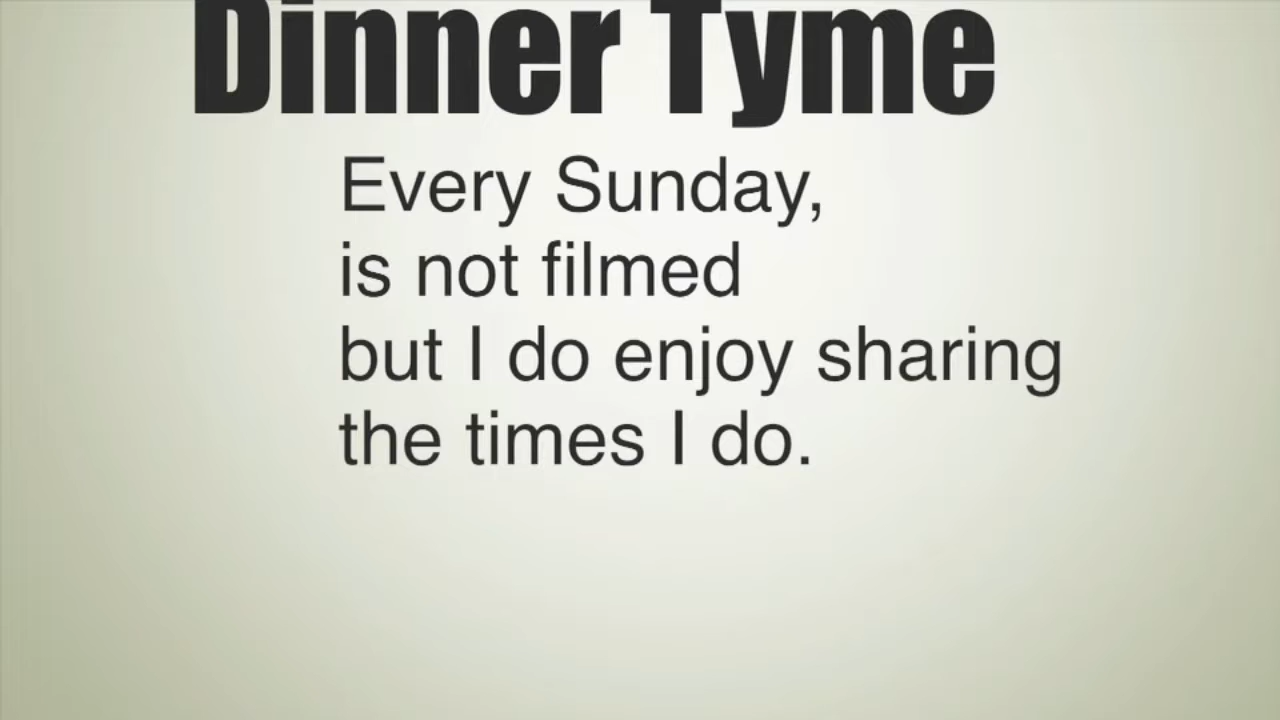 Dinner Tyme
Every Sunday,
is not filmed
but I do enjoy sharing
the times I do.